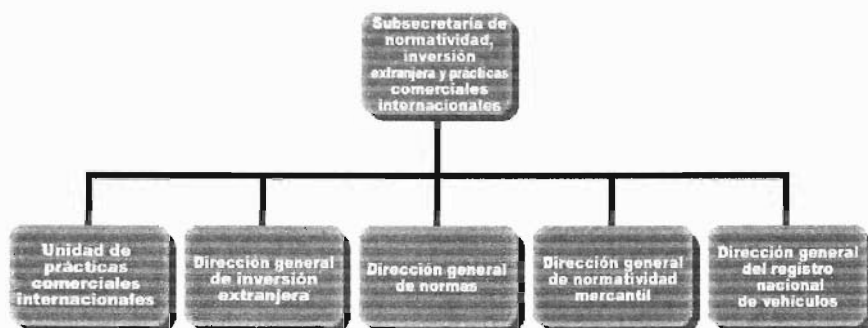 Subsecretaría de
normatividad,
inversión
extranjera y prácticas
comerciales
internacionales
Unidad de
prácticas
comerciales
internacionales
Dirección general
de inversión
extranjera
Dirección general
de normas
Dirección general
de normatividad
mercantil
Dirección general
del registro
nacional
de vehículos